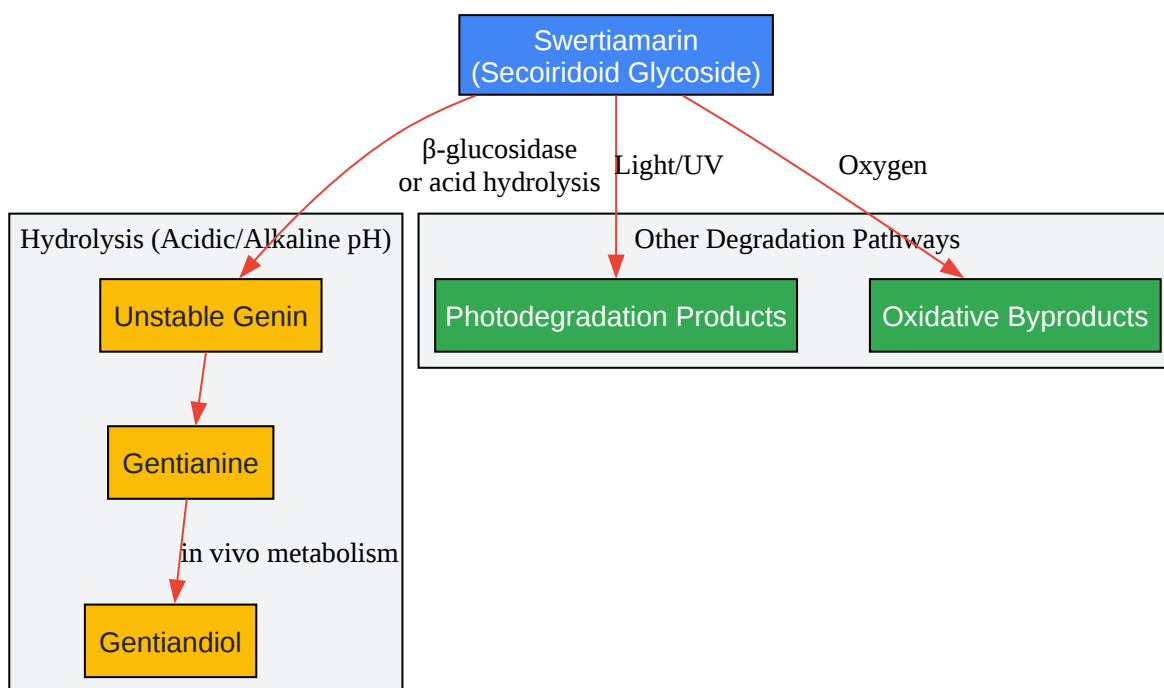 Swertiamarin
(Secoiridoid Glycoside)
β-glucosidase
or acid hydrolysis
Light/UV
Oxygen
Hydrolysis (Acidic/Alkaline pH)
Other Degradation Pathways
Unstable Genin
Photodegradation Products
Oxidative Byproducts
Gentianine
in vivo metabolism
Gentiandiol